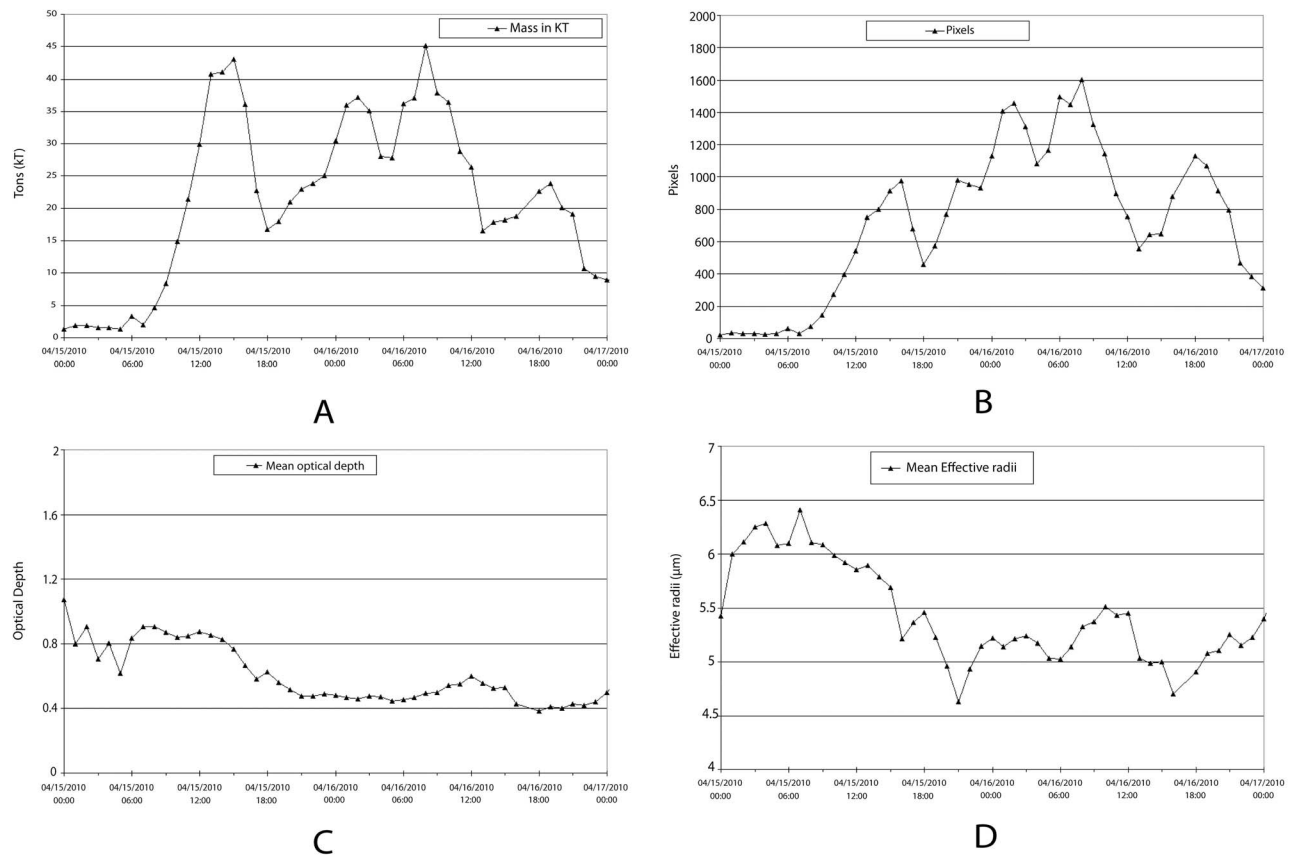 Mass in KT
50
45
40
35
30
25
20
15
10
5
0
Tons (kT)
04/15/2010 04/15/2010 04/15/2010 04/15/2010 04/16/2010 04/16/2010 04/16/2010 04/16/2010 04/17/2010
00:00 06:00 12:00 18:00 00:00 06:00 12:00 18:00 00:00
A
Pixels
2000
1800
1600
1400
1200
1000
800
600
400
200
0
Pixels
04/15/2010 04/15/2010 04/15/2010 04/15/2010 04/16/2010 04/16/2010 04/16/2010 04/16/2010 04/17/2010
00:00 06:00 12:00 18:00 00:00 06:00 12:00 18:00 00:00
B
Mean optical depth
2
1.6
1.2
0.8
0.4
0
Optical Depth
04/15/2010 04/15/2010 04/15/2010 04/15/2010 04/16/2010 04/16/2010 04/16/2010 04/16/2010 04/17/2010
00:00 06:00 12:00 18:00 00:00 06:00 12:00 18:00 00:00
C
Mean Effective radii
7
6.5
6
5.5
5
4.5
4
Effective radii (μm)
04/15/2010 04/15/2010 04/15/2010 04/15/2010 04/16/2010 04/16/2010 04/16/2010 04/16/2010 04/17/2010
00:00 06:00 12:00 18:00 00:00 06:00 12:00 18:00 00:00
D